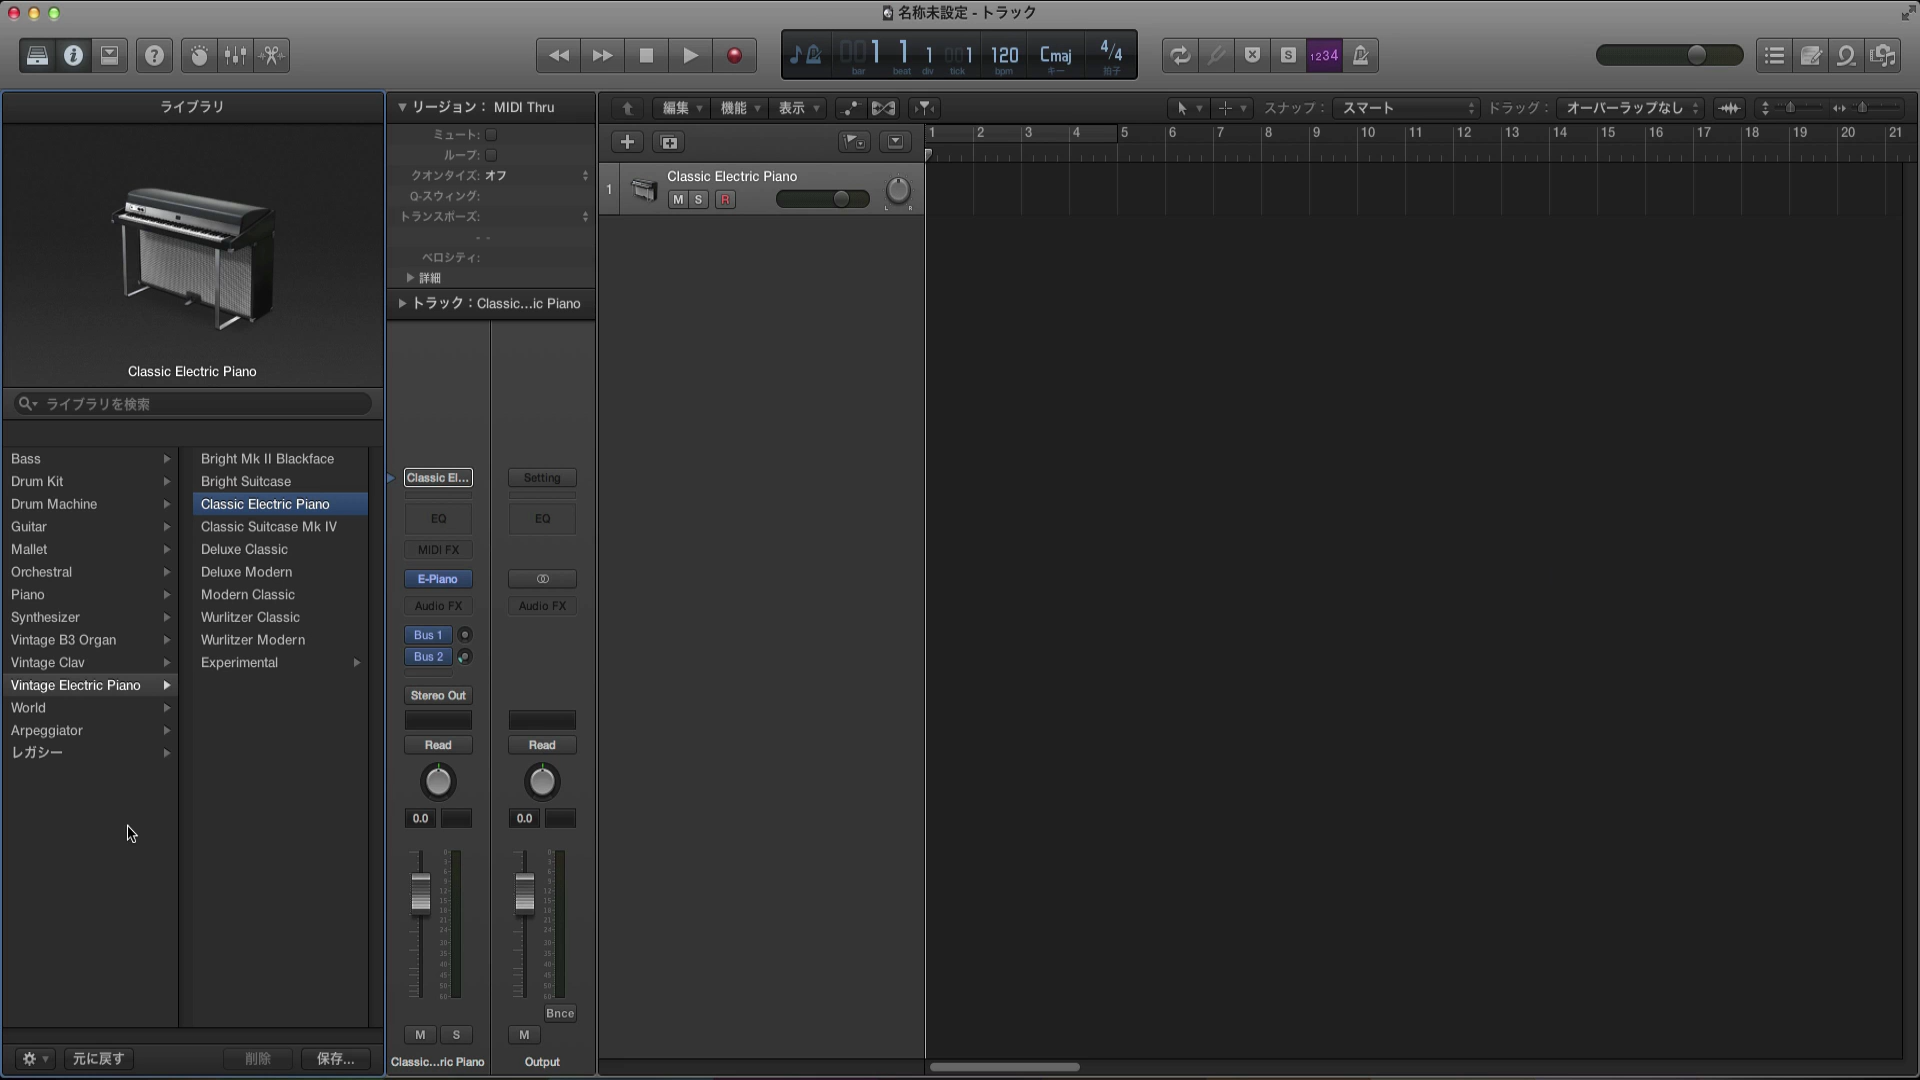 名称未設定 - トラック
1 1 1 1 120 Cmaj 4/4
bar beat div tick bpm キー 拍子
S 1234
ライブラリ
Classic Electric Piano
ライブラリを検索
Bass
Drum Kit
Drum Machine
Guitar
Mallet
Orchestral
Piano
Synthesizer
Vintage B3 Organ
Vintage Clav
Vintage Electric Piano
World
Arpeggiator
レガシー
Bright Mk II Blackface
Bright Suitcase
Classic Electric Piano
Classic Suitcase Mk IV
Deluxe Classic
Deluxe Modern
Modern Classic
Wurlitzer Classic
Wurlitzer Modern
Experimental
元に戻す 削除 保存...
リージョン： MIDI Thru
ミュート:
ループ:
クオンタイズ: オフ
Q-スウィング:
トランスポーズ:
- -
ベロシティ:
詳細
トラック：Classic...ic Piano
Classic El... Setting
EQ EQ
MIDI FX
E-Piano
Audio FX Audio FX
Bus 1
Bus 2
Stereo Out
Read Read
0.0 0.0
Bnce
M S M
Classic...ric Piano Output
編集 機能 表示 スナップ： スマート ドラッグ： オーバーラップなし
1 2 3 4 5 6 7 8 9 10 11 12 13 14 15 16 17 18 19 20 21
1 Classic Electric Piano
M S R L R